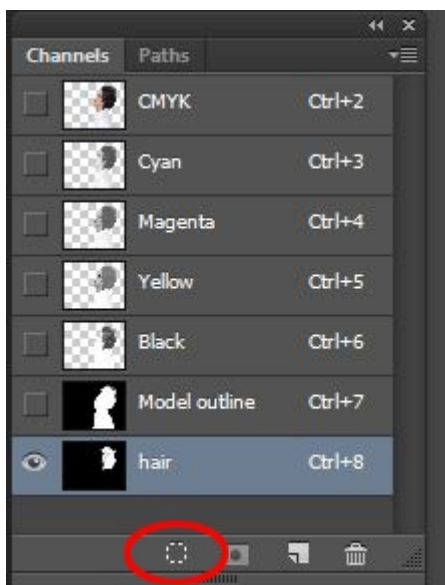 Channels Paths
CMYK Ctrl+2
Cyan Ctrl+3
Magenta Ctrl+4
Yellow Ctrl+5
Black Ctrl+6
Model outline Ctrl+7
hair Ctrl+8